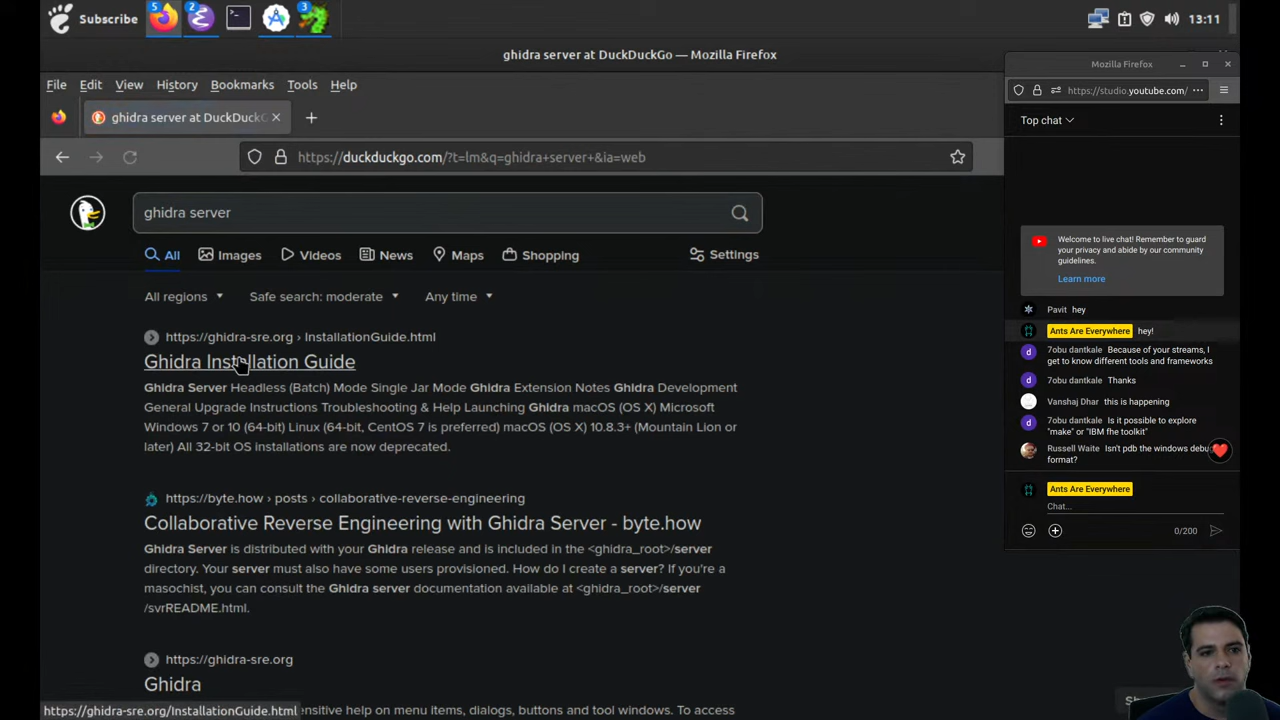 Subscribe
5
2
3
13:11
ghidra server at DuckDuckGo — Mozilla Firefox
File Edit View History Bookmarks Tools Help
ghidra server at DuckDuckG
https://duckduckgo.com/?t=lm&q=ghidra+server+&ia=web
ghidra server
All Images Videos News Maps Shopping Settings
All regions Safe search: moderate Any time
https://ghidra-sre.org › InstallationGuide.html
Ghidra Installation Guide
Ghidra Server Headless (Batch) Mode Single Jar Mode Ghidra Extension Notes Ghidra Development
General Upgrade Instructions Troubleshooting & Help Launching Ghidra macOS (OS X) Microsoft
Windows 7 or 10 (64-bit) Linux (64-bit, CentOS 7 is preferred) macOS (OS X) 10.8.3+ (Mountain Lion or
later) All 32-bit OS installations are now deprecated.
https://byte.how › posts › collaborative-reverse-engineering
Collaborative Reverse Engineering with Ghidra Server - byte.how
Ghidra Server is distributed with your Ghidra release and is included in the <ghidra_root>/server
directory. Your server must also have some users provisioned. How do I create a server? If you're a
masochist, you can consult the Ghidra server documentation available at <ghidra_root>/server
/svrREADME.html.
https://ghidra-sre.org
Ghidra
https://ghidra-sre.org/InstallationGuide.html
help on menu items, dialogs, buttons and tool windows. To access
Mozilla Firefox
https://studio.youtube.com/
Top chat
Welcome to live chat! Remember to guard
your privacy and abide by our community
guidelines.
Learn more
Pavit hey
Ants Are Everywhere hey!
7obu dantkale Because of your streams, I
get to know different tools and frameworks
7obu dantkale Thanks
Vanshaj Dhar this is happening
7obu dantkale Is it possible to explore
"make" or "IBM fhe toolkit"
Russell Waite Isn't pdb the windows debug
format?
Ants Are Everywhere
Chat...
0/200